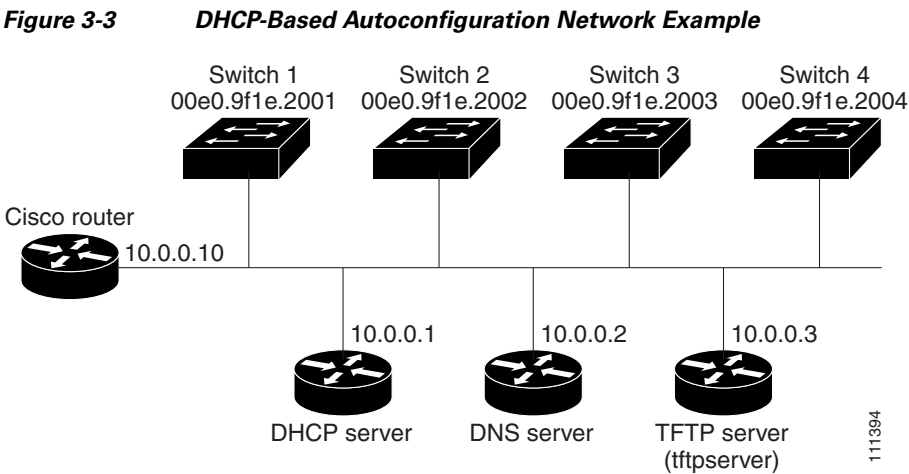 Figure 3-3 DHCP-Based Autoconfiguration Network Example
Switch 1
00e0.9f1e.2001
Switch 2
00e0.9f1e.2002
Switch 3
00e0.9f1e.2003
Switch 4
00e0.9f1e.2004
Cisco router
10.0.0.10
10.0.0.1
10.0.0.2
10.0.0.3
DHCP server
DNS server
TFTP server
(tftpserver)
111394